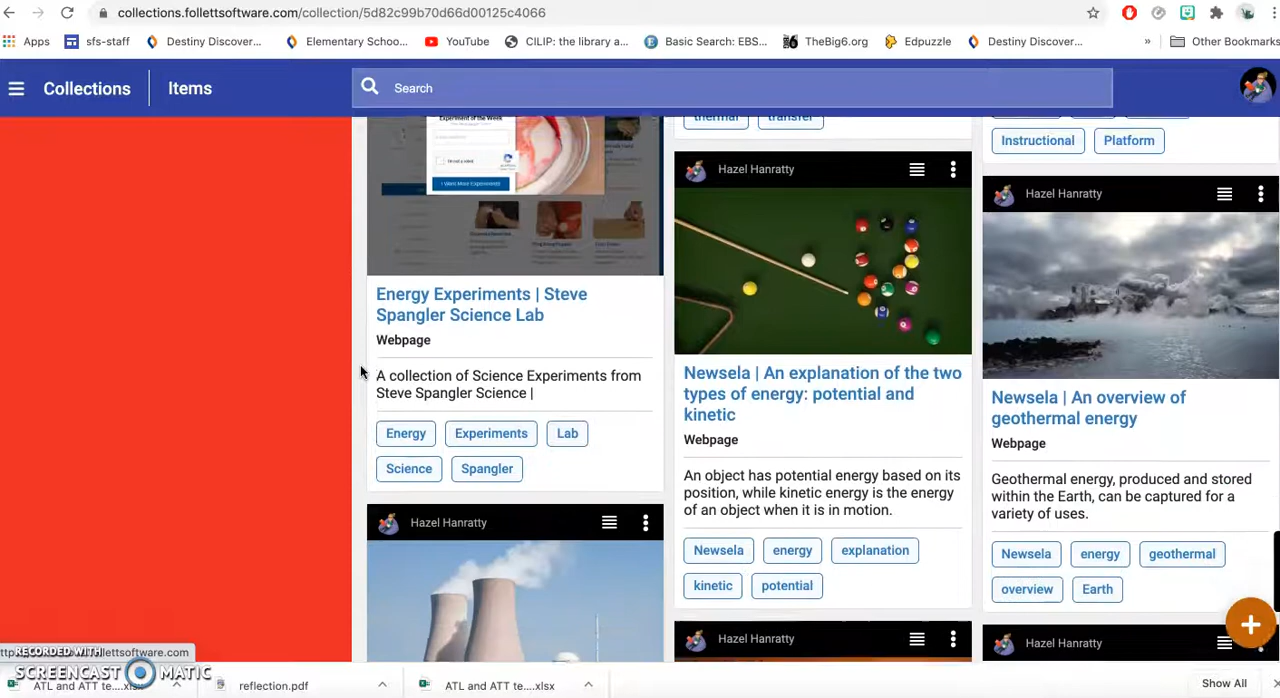 collections.follettsoftware.com/collection/5d82c99b70d66d00125c4066
Apps sfs-staff Destiny Discover... Elementary Schoo... YouTube CILIP: the library a... Basic Search: EBS... TheBig6.org Edpuzzle Destiny Discover... » Other Bookmarks
Collections Items Search
Experiment of the Week
I Want More Experiments!
Energy Experiments | Steve
Spangler Science Lab
Webpage
A collection of Science Experiments from
Steve Spangler Science |
Energy Experiments Lab
Science Spangler
Hazel Hanratty
thermal transfer
Hazel Hanratty
Newsela | An explanation of the two
types of energy: potential and
kinetic
Webpage
An object has potential energy based on its
position, while kinetic energy is the energy
of an object when it is in motion.
Newsela energy explanation
kinetic potential
Hazel Hanratty
Instructional Platform
Hazel Hanratty
Newsela | An overview of
geothermal energy
Webpage
Geothermal energy, produced and stored
within the Earth, can be captured for a
variety of uses.
Newsela energy geothermal
overview Earth
Hazel Hanratty
+
RECORDED WITH
SCREENCAST MATIC
ATL and ATT te....xlsx reflection.pdf ATL and ATT te....xlsx Show All